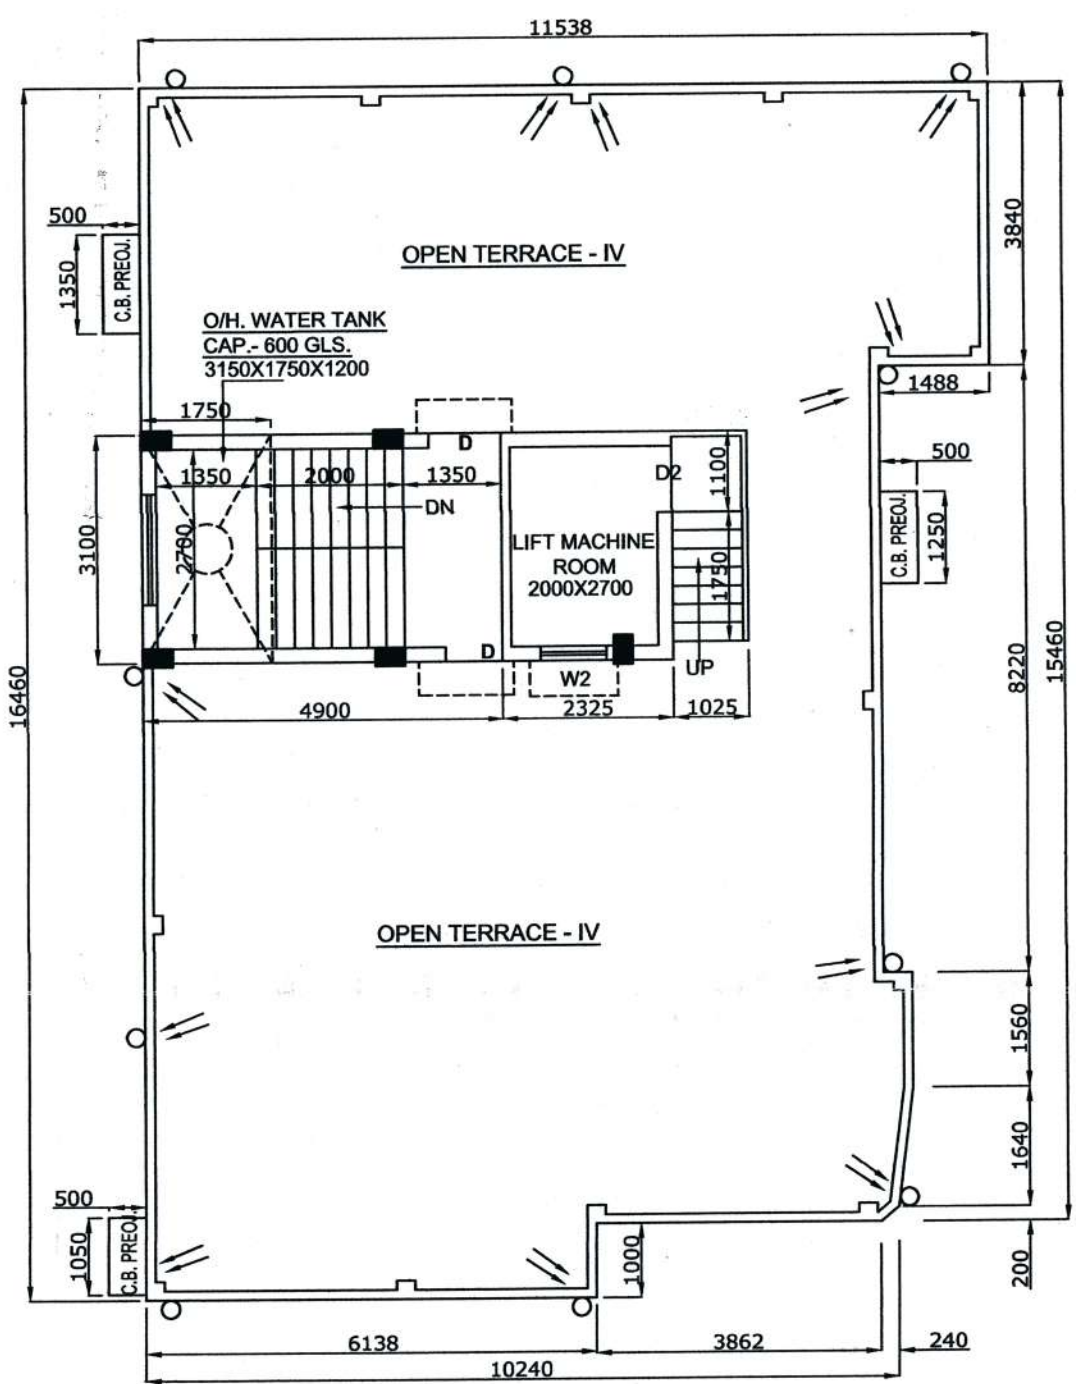 11538
500
1350
C.B. PREOJ.
OPEN TERRACE - IV
3840
O/H. WATER TANK
CAP.- 600 GLS.
3150X1750X1200
1488
1750
D
1350
2000
1350
D2
1100
500
DN
3100
2700
LIFT MACHINE
ROOM
2000X2700
1750
C.B. PREOJ.
1250
D
W2
UP
16460
8220
15460
4900
2325
1025
OPEN TERRACE - IV
1560
1640
500
1050
C.B. PREOJ.
1000
200
6138
3862
240
10240